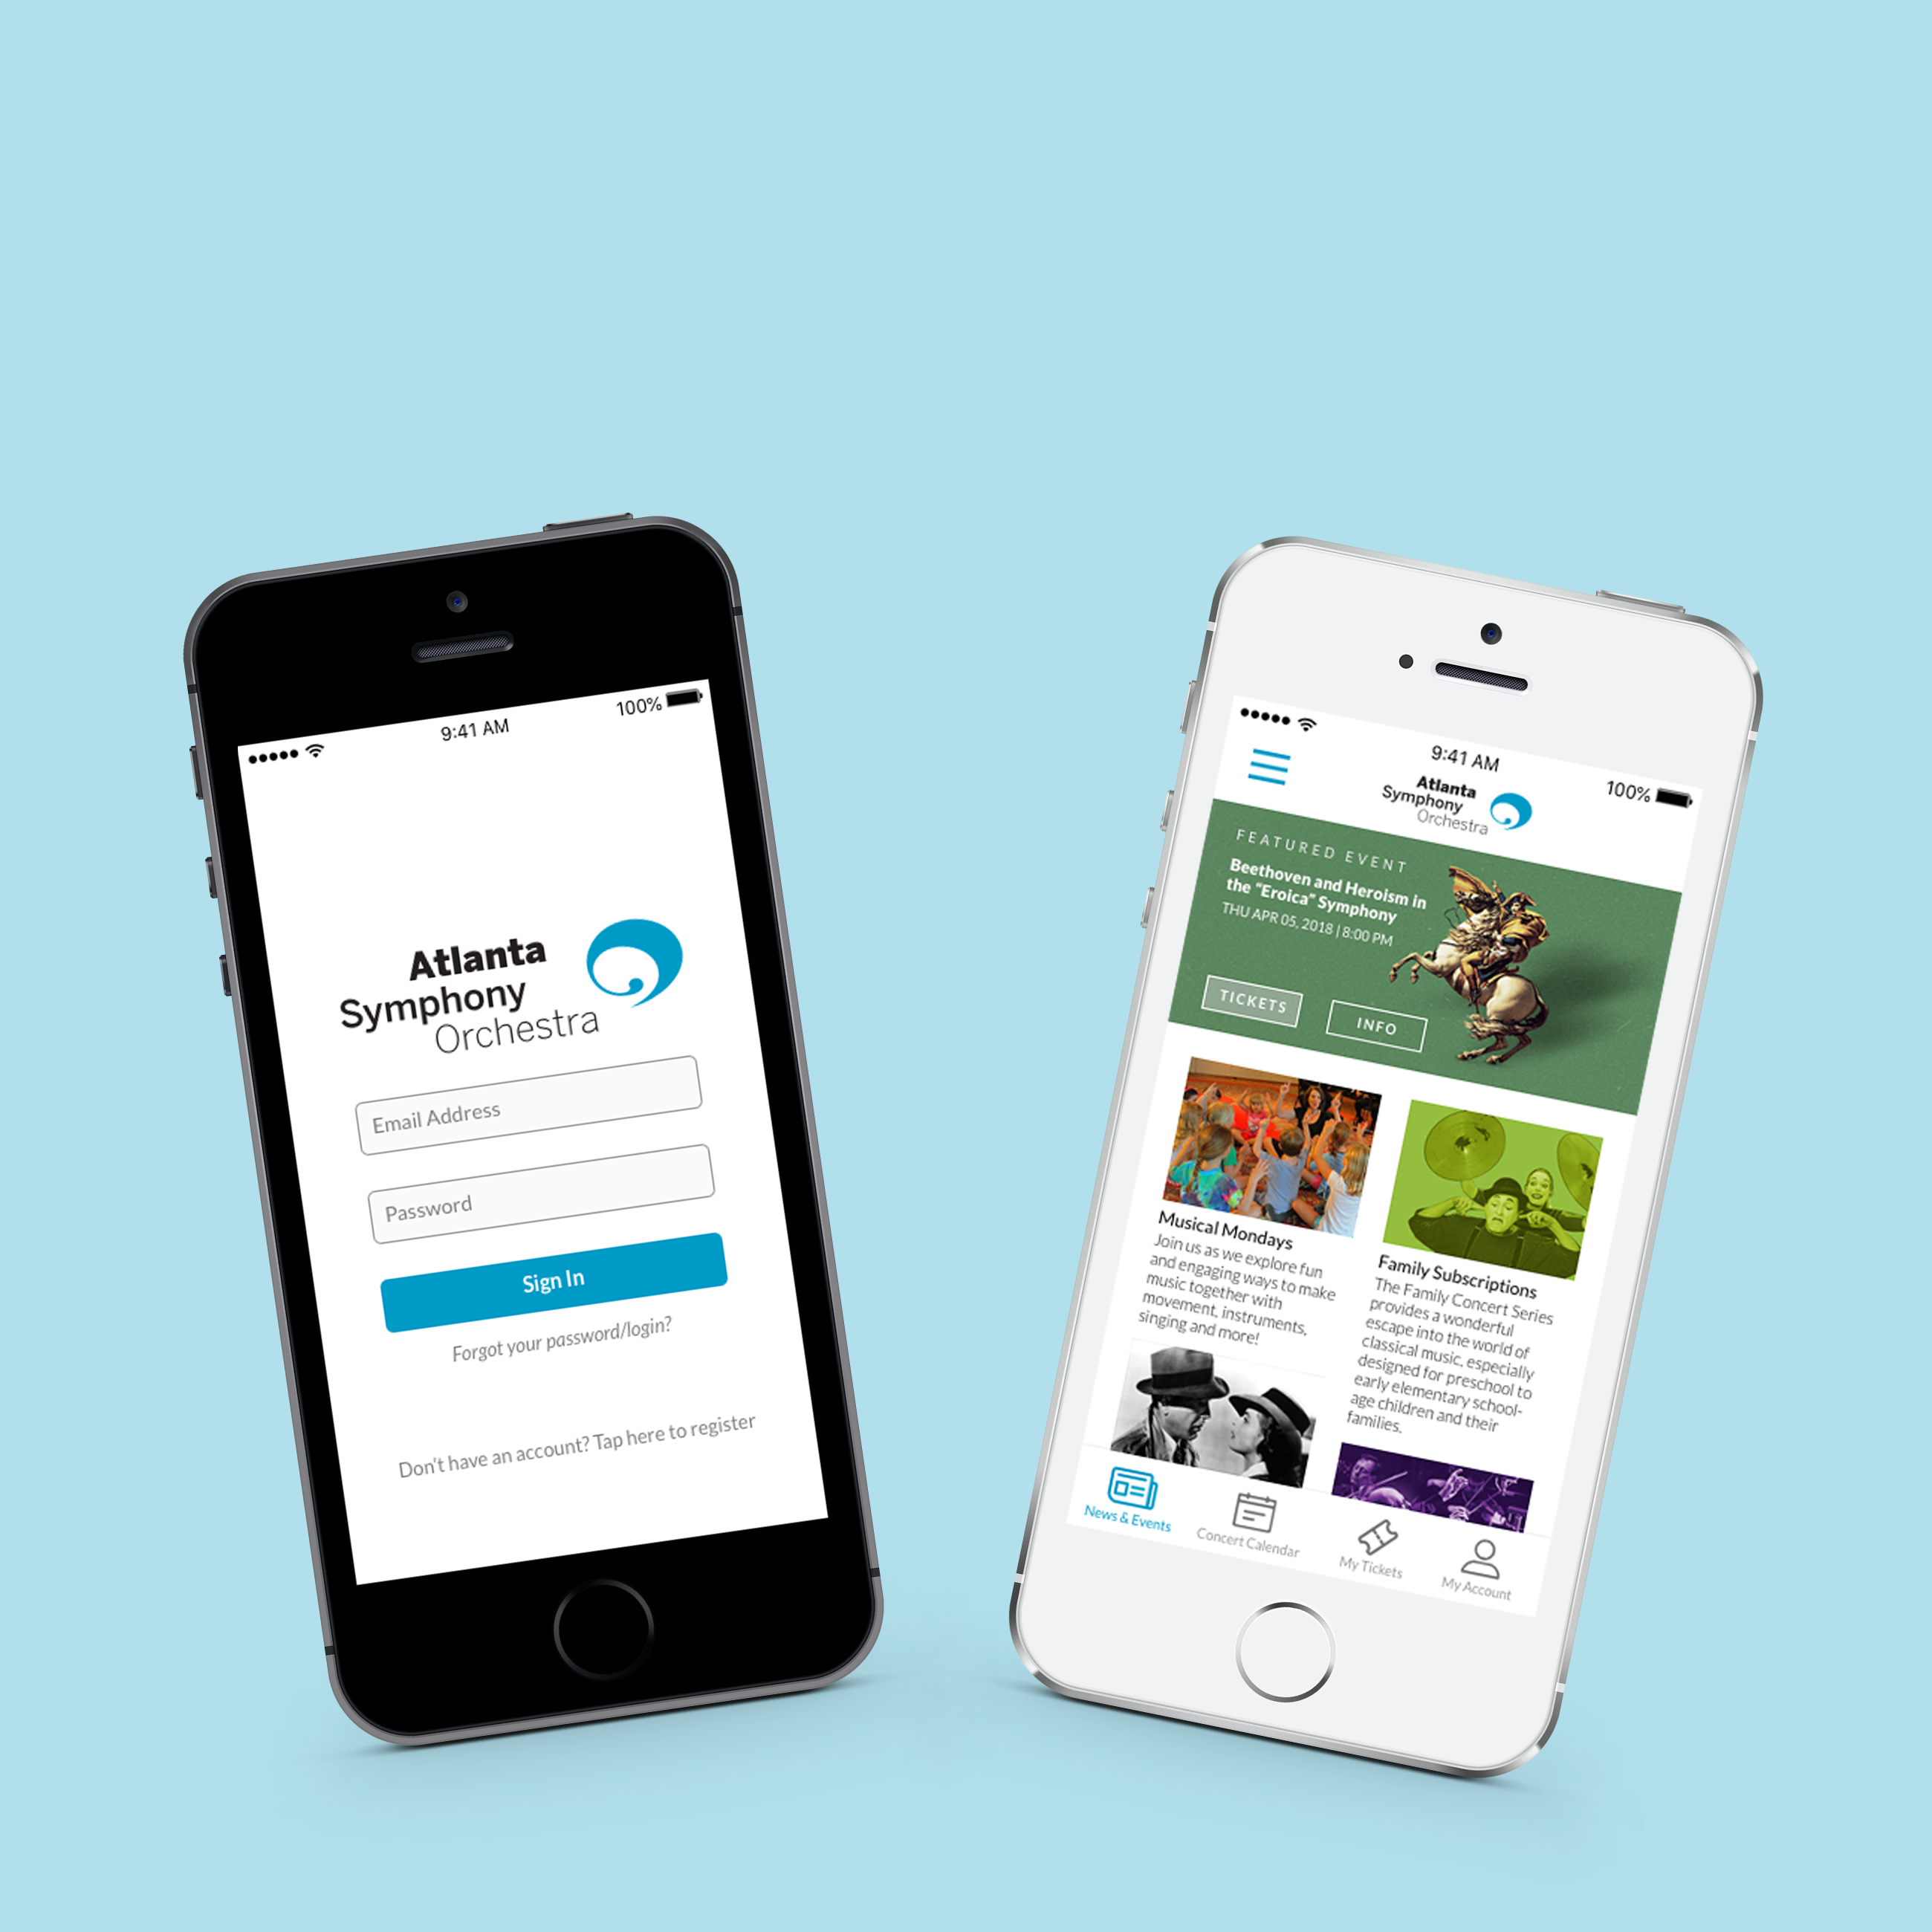 9:41 AM
100%
Atlanta
Symphony
Orchestra
Email Address
Password
Sign In
Forgot your password/login?
Don't have an account? Tap here to register
9:41 AM
100%
Atlanta
Symphony
Orchestra
FEATURED EVENT
Beethoven and Heroism in
the "Eroica" Symphony
THU APR 05, 2018 | 8:00 PM
TICKETS
INFO
Musical Mondays
Join us as we explore fun
and engaging ways to make
music together with
movement, instruments,
singing and more!
Family Subscriptions
The Family Concert Series
provides a wonderful
escape into the world of
classical music, especially
designed for preschool to
early elementary school-
age children and their
families.
News & Events
Concert Calendar
My Tickets
My Account